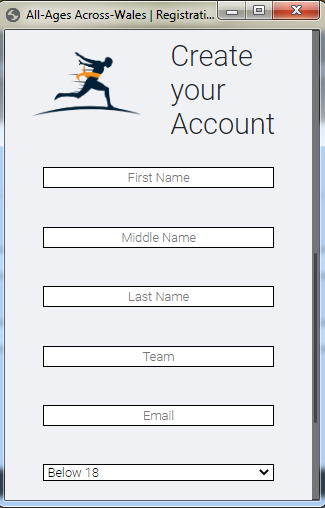 All-Ages Across-Wales | Registrati...
Create
your
Account
First Name
Middle Name
Last Name
Team
Email
Below 18